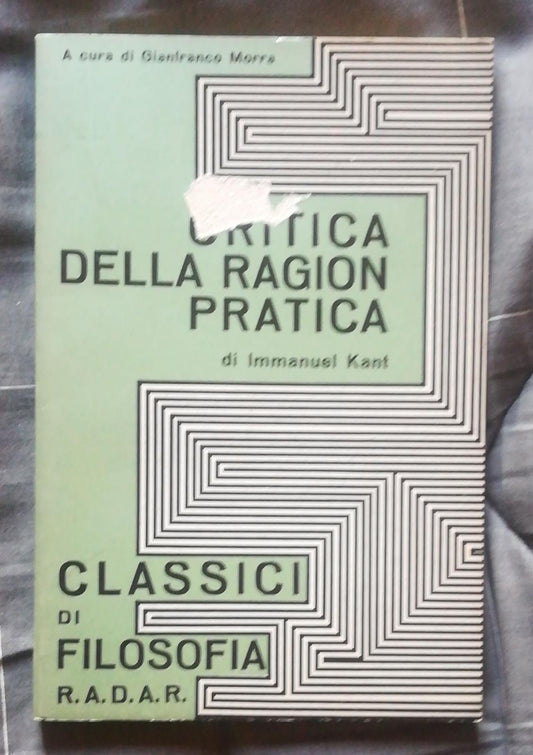 A cura di Gianfranco Morra
CRITICA
DELLA RAGION
PRATICA
di Immanuel Kant
CLASSICI
DI
FILOSOFIA
R.A.D.A.R.